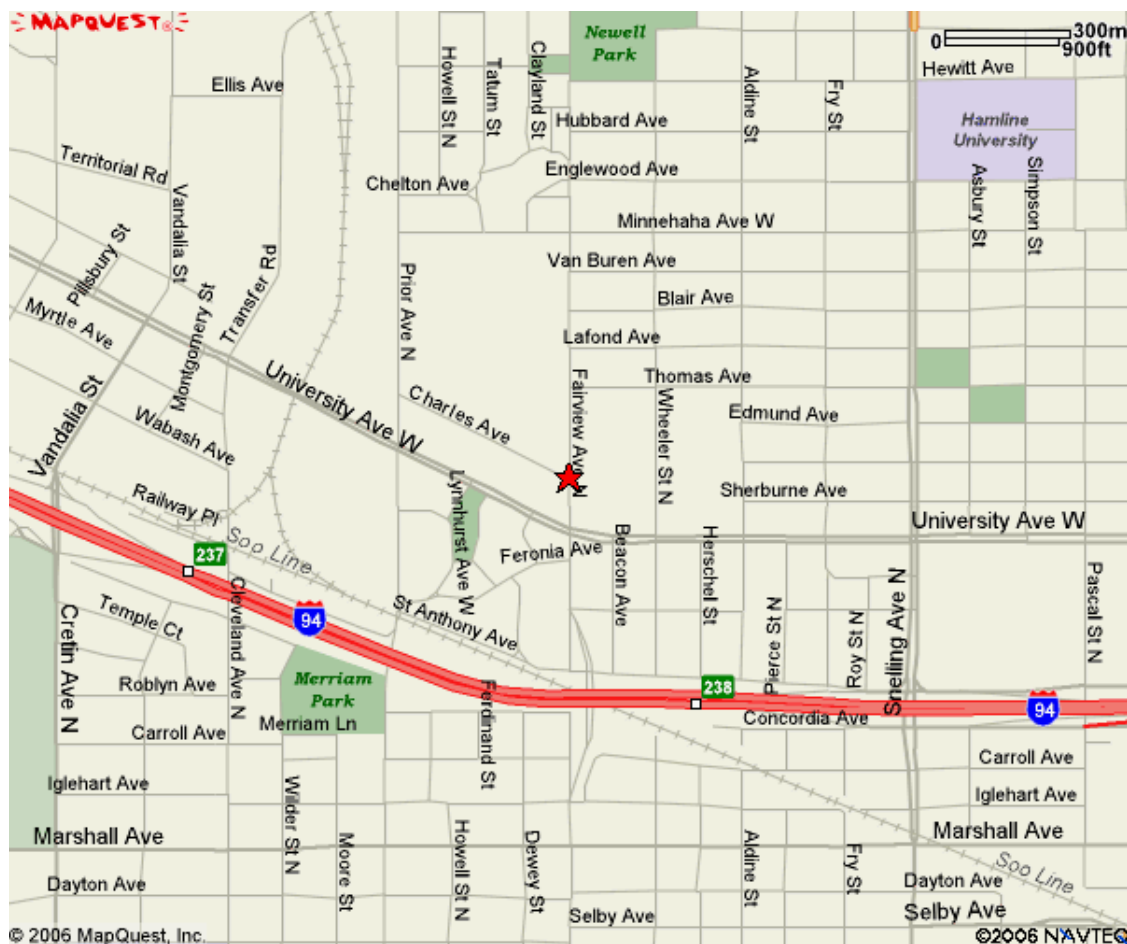 MAPQUEST
300m
0
900ft
Newell
Park
Hewitt Ave
Ellis Ave
Howell St N
Tatum St
Clayland St
Aldine St
Fry St
Hubbard Ave
Hamline
University
Territorial Rd
Vandalia St
Chelton Ave
Englewood Ave
Asbury St
Simpson St
Minnehaha Ave W
Pillsbury St
Transfer Rd
Prior Ave N
Van Buren Ave
Myrtle Ave
Montgomery St
Blair Ave
Lafond Ave
University Ave W
Charles Ave
Fairview Ave N
Thomas Ave
Wheeler St N
Edmund Ave
Vandalia St
Wabash Ave
Sherburne Ave
Railway Pl
Soo Line
Lynnhurst Ave W
University Ave W
237
Feronia Ave
Beacon Ave
Herschel St
Snelling Ave N
Pascal St N
Cretin Ave N
Temple Ct
Cleveland Ave N
94
St Anthony Ave
Pierce St N
Roy St N
Roblyn Ave
Merriam
Park
Ferdinand St
238
94
Carroll Ave
Merriam Ln
Concordia Ave
Carroll Ave
Iglehart Ave
Wilder St N
Iglehart Ave
Marshall Ave
Moore St
Howell St N
Dewey St
Aldine St
Fry St
Marshall Ave
Soo Line
Dayton Ave
Dayton Ave
Selby Ave
Selby Ave
© 2006 MapQuest, Inc.
©2006 NAVTEQ